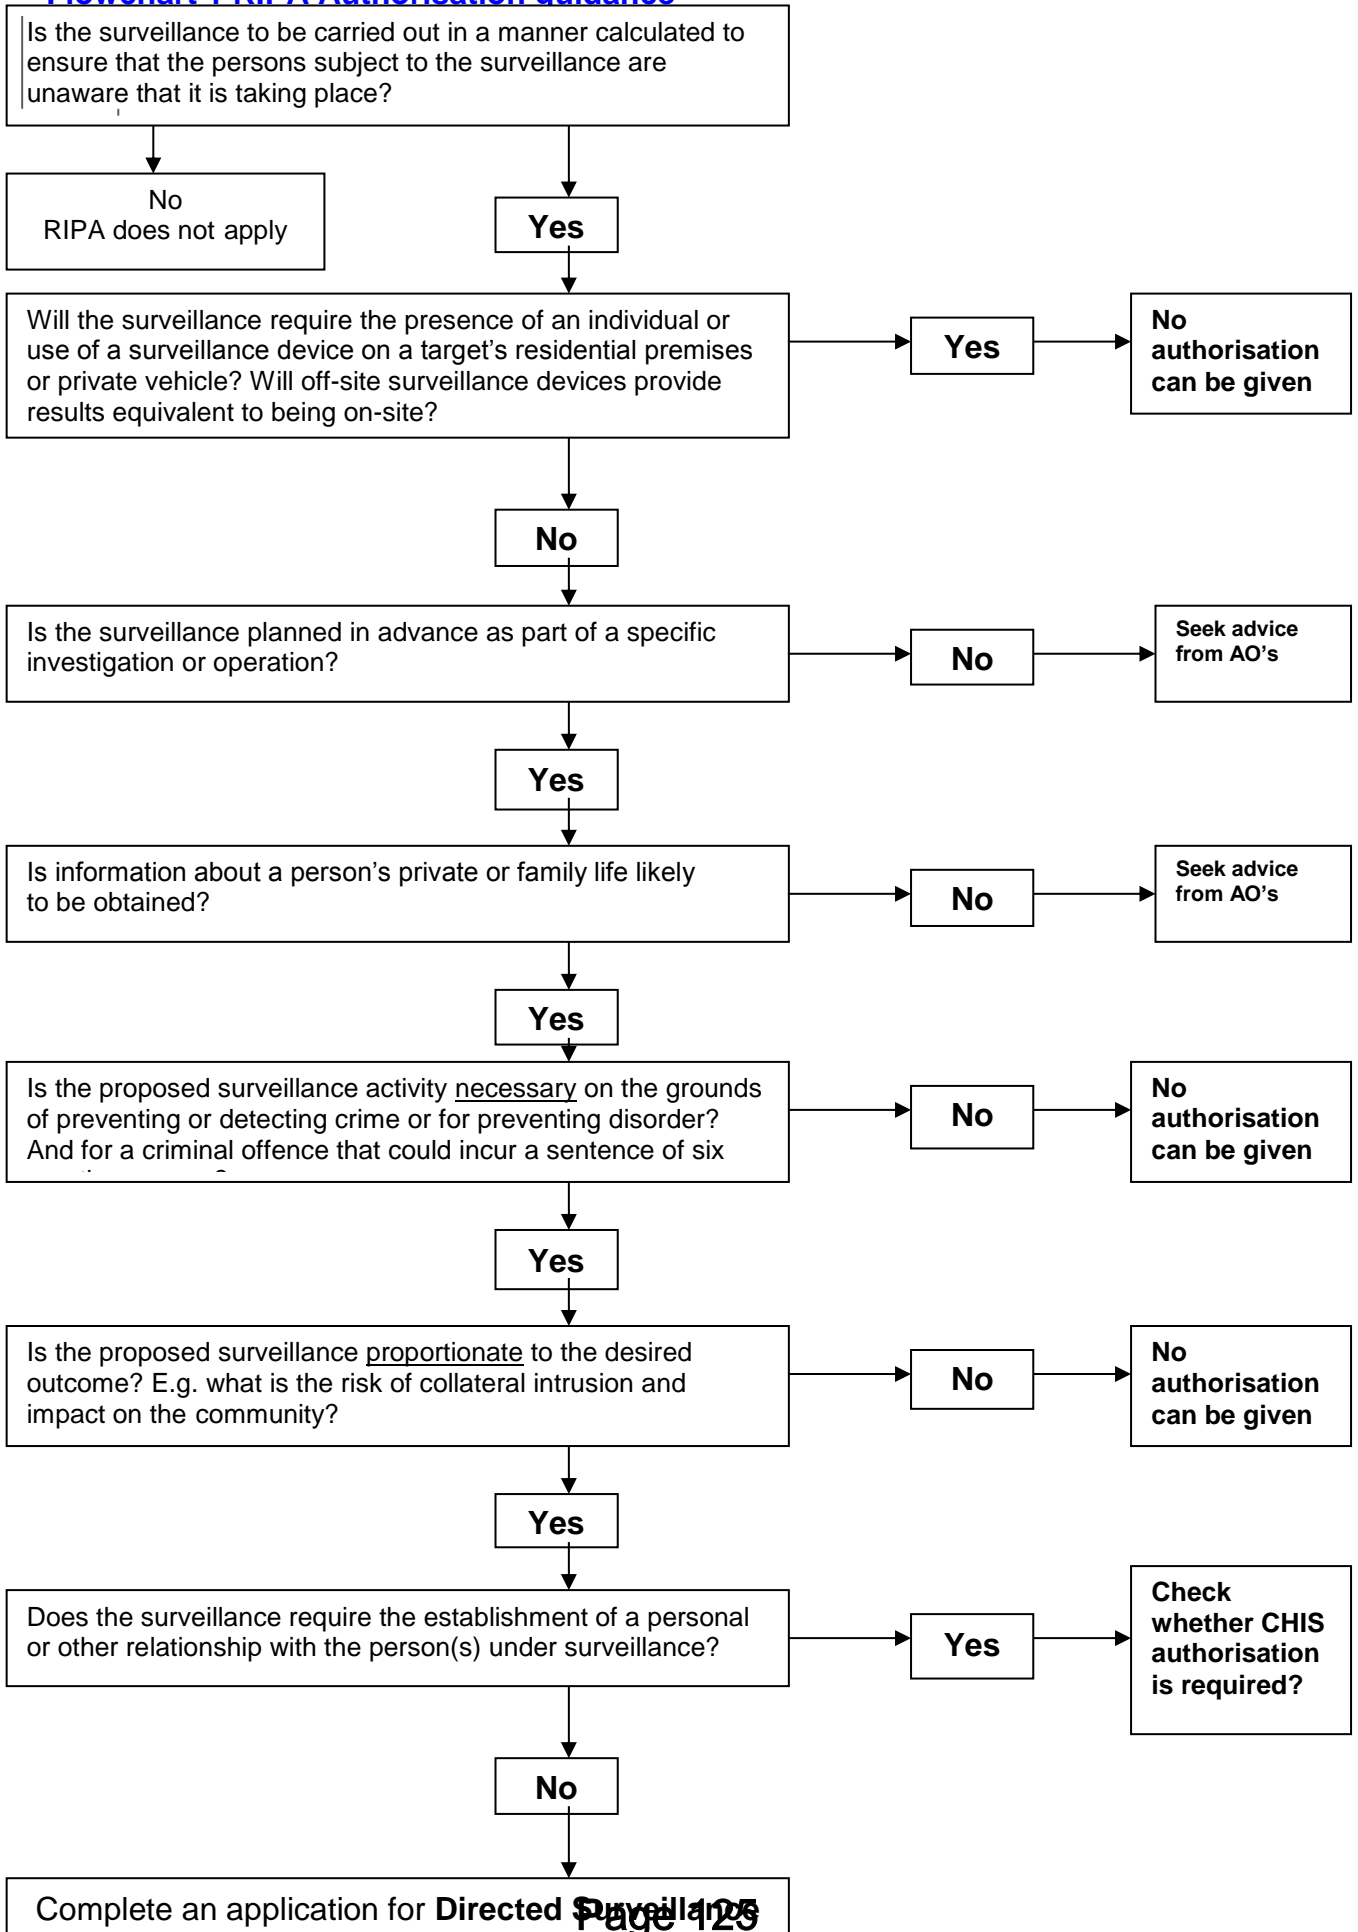 Flowchart 1 RIPA Authorisation guidance
Is the surveillance to be carried out in a manner calculated to
ensure that the persons subject to the surveillance are
unaware that it is taking place?
No
RIPA does not apply
Yes
Will the surveillance require the presence of an individual or
use of a surveillance device on a target's residential premises
or private vehicle? Will off-site surveillance devices provide
results equivalent to being on-site?
Yes
No
authorisation
can be given
No
Is the surveillance planned in advance as part of a specific
investigation or operation?
No
Seek advice
from AO's
Yes
Is information about a person's private or family life likely
to be obtained?
No
Seek advice
from AO's
Yes
Is the proposed surveillance activity necessary on the grounds
of preventing or detecting crime or for preventing disorder?
And for a criminal offence that could incur a sentence of six
No
No
authorisation
can be given
Yes
Is the proposed surveillance proportionate to the desired
outcome? E.g. what is the risk of collateral intrusion and
impact on the community?
No
No
authorisation
can be given
Yes
Does the surveillance require the establishment of a personal
or other relationship with the person(s) under surveillance?
Yes
Check
whether CHIS
authorisation
is required?
No
Complete an application for Directed Surveillance
Page